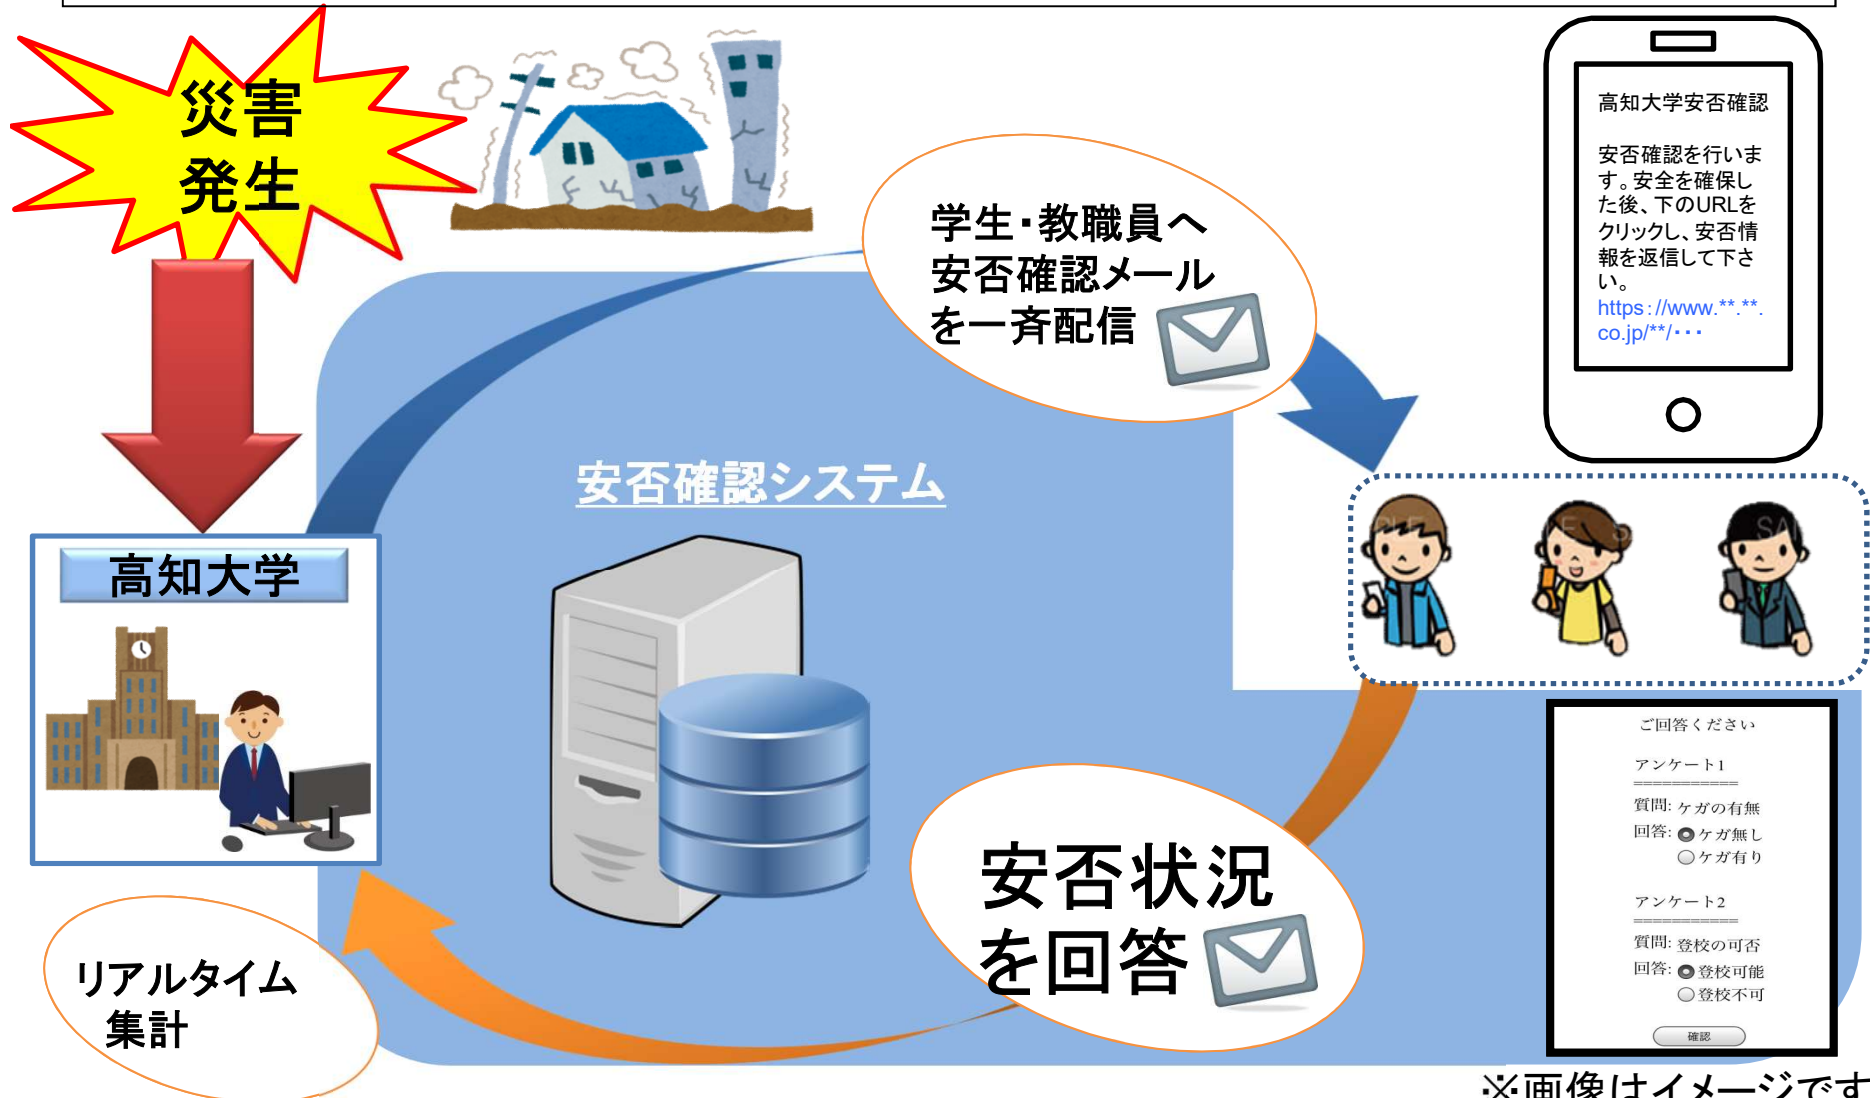 災害
発生
学生・教職員へ
安否確認メール
を一斉配信
高知大学安否確認
安否確認を行いま
す。安全を確保し
た後、下のURLを
クリックし、安否情
報を返信して下さ
い。
https://www.**.**.
co.jp/**/・・・
安否確認システム
高知大学
安否状況
を回答
リアルタイム
集計
ご回答ください
アンケート1
===========
質問: ケガの有無
回答: ◉ケガ無し
○ケガ有り
アンケート2
===========
質問: 登校の可否
回答: ◉登校可能
○登校不可
確認
※画像はイメージです